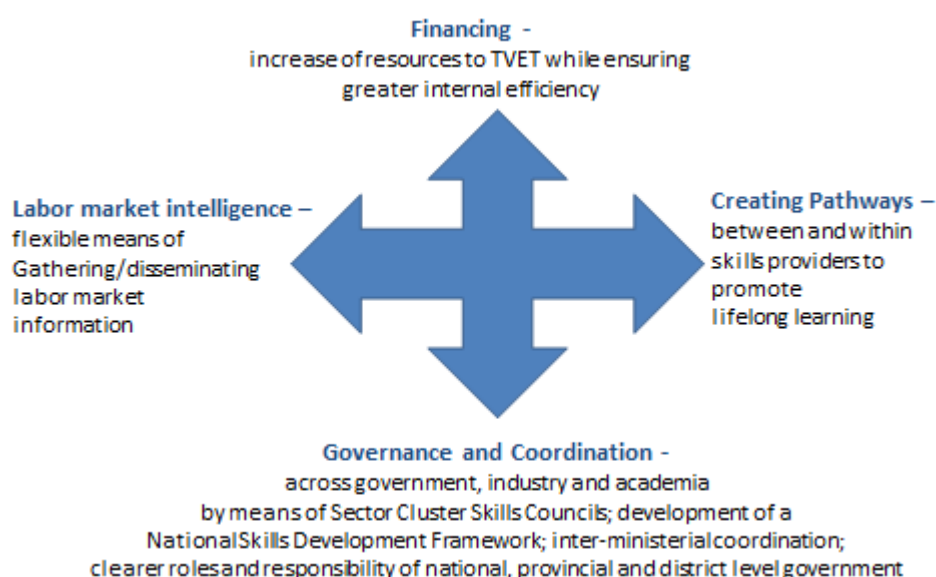 Financing -
increase of resources to TVET while ensuring
greater internal efficiency
Labor market intelligence –
flexible means of
Gathering/disseminating
labor market
information
Creating Pathways –
between and within
skills providers to
promote
lifelong learning
Governance and Coordination -
across government, industry and academia
by means of Sector Cluster Skills Councils; development of a
National Skills Development Framework; inter-ministerial coordination;
clearer roles and responsibility of national, provincial and district level government